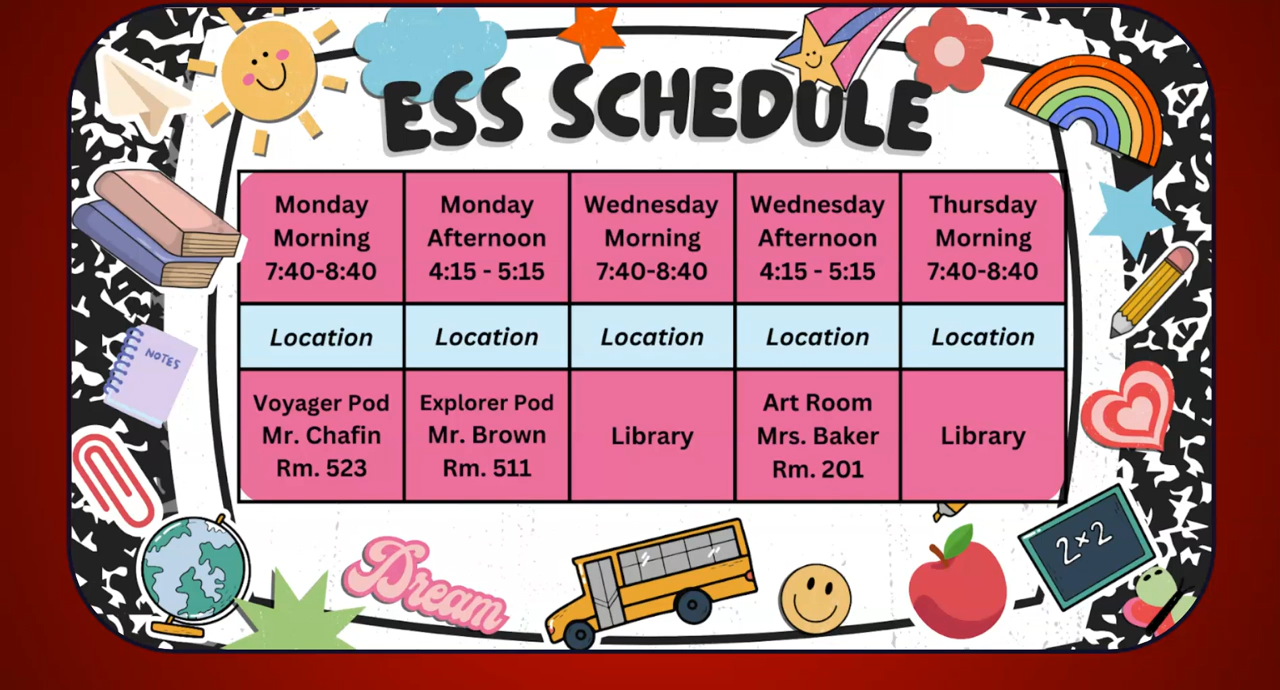 ESS SCHEDULE
Monday
Morning
7:40-8:40
Monday
Afternoon
4:15 - 5:15
Wednesday
Morning
7:40-8:40
Wednesday
Afternoon
4:15 - 5:15
Thursday
Morning
7:40-8:40
Location
Location
Location
Location
Location
Voyager Pod
Mr. Chafin
Rm. 523
Explorer Pod
Mr. Brown
Rm. 511
Library
Art Room
Mrs. Baker
Rm. 201
Library
NOTES
Dream
2×2